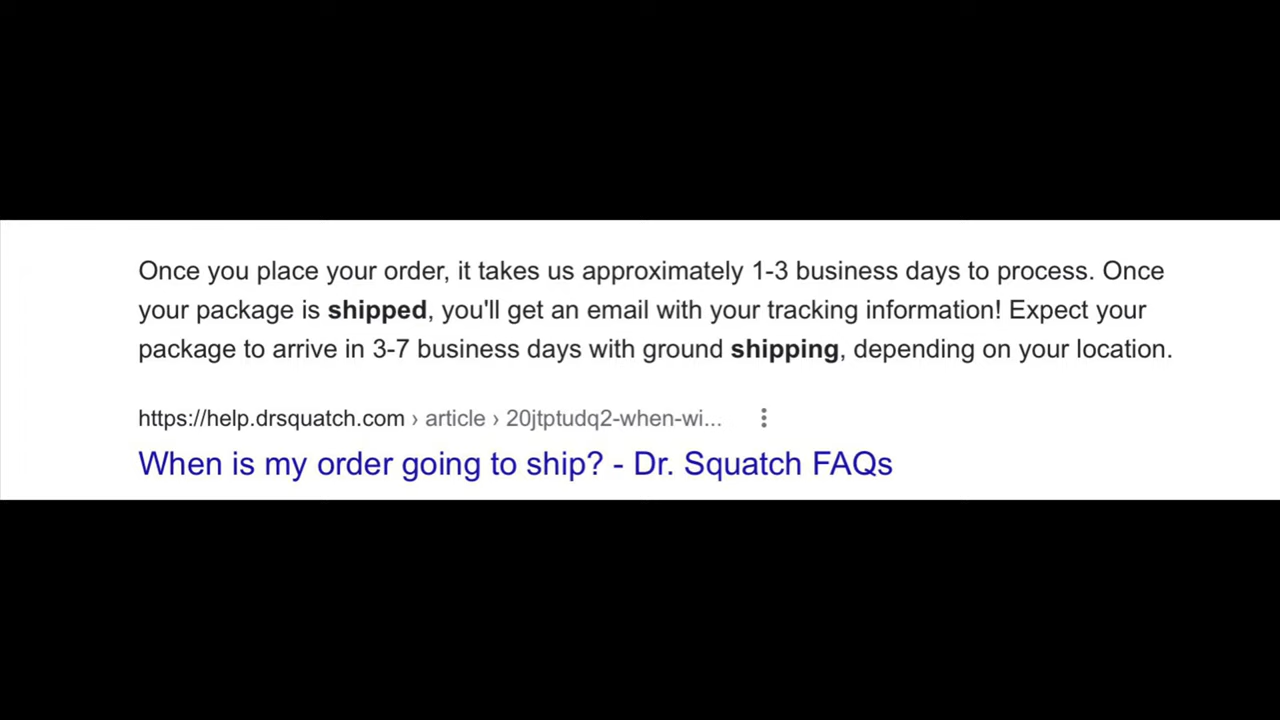 Once you place your order, it takes us approximately 1-3 business days to process. Once
your package is shipped, you'll get an email with your tracking information! Expect your
package to arrive in 3-7 business days with ground shipping, depending on your location.
https://help.drsquatch.com › article › 20jtptudq2-when-wi...
When is my order going to ship? - Dr. Squatch FAQs